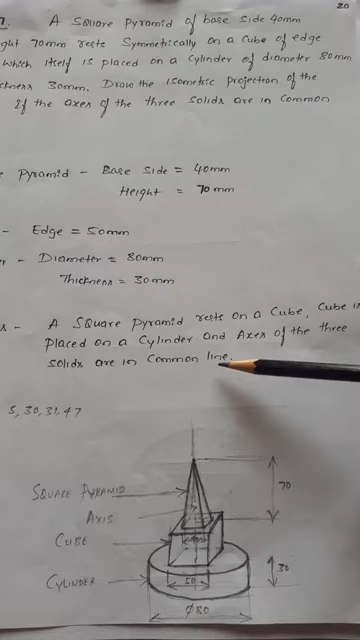 20
7. A Square Pyramid of base side 40mm
ght 70mm rests Symmetrically on a Cube of edge
which itself is placed on a Cylinder of diameter 80mm
ckness 30mm. Draw the isometric projection of the
If the axes of the three solids are in Common
e Pyramid - Base Side = 40mm
Height = 70mm
- Edge = 50mm
er - Diameter = 80mm
Thickness = 30mm
s - A Square Pyramid rests on a Cube, Cube is
Placed on a Cylinder and Axes of the three
solids are in Common line.
5, 30, 31, 47
SQUARE PYRAMID
AXIS
CUBE
CYLINDER
70
30
50
Ø80